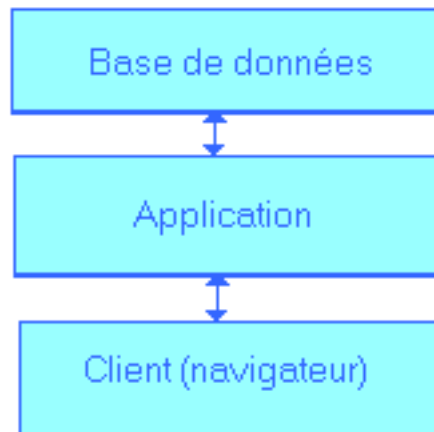 Base de données
Application
Client (navigateur)